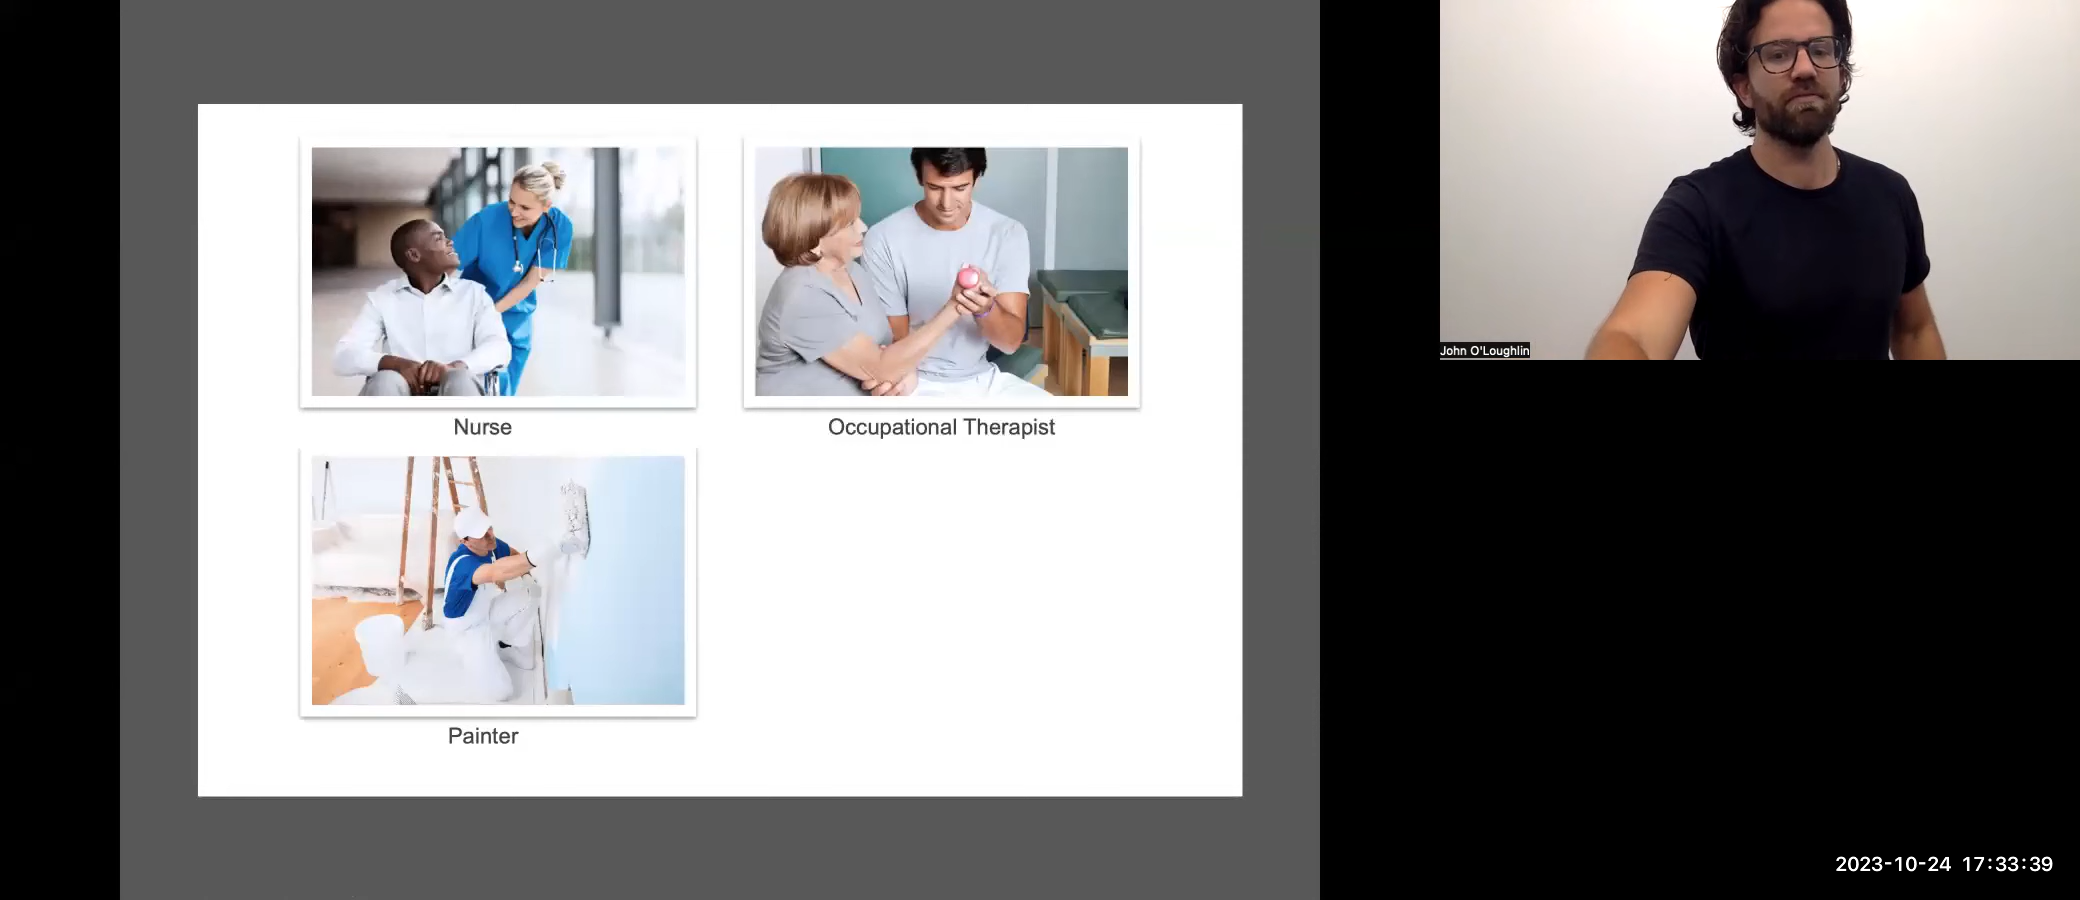 John O'Loughlin
Nurse
Occupational Therapist
Painter
2023-10-24 17:33:39